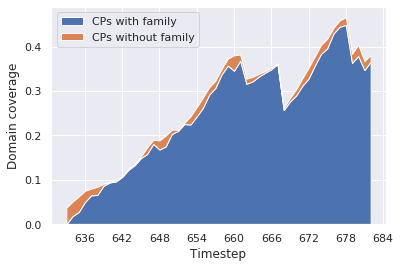 CPs with family
CPs without family
Domain coverage
0.4
0.3
0.2
0.1
0.0
636 642 648 654 660 666 672 678 684
Timestep